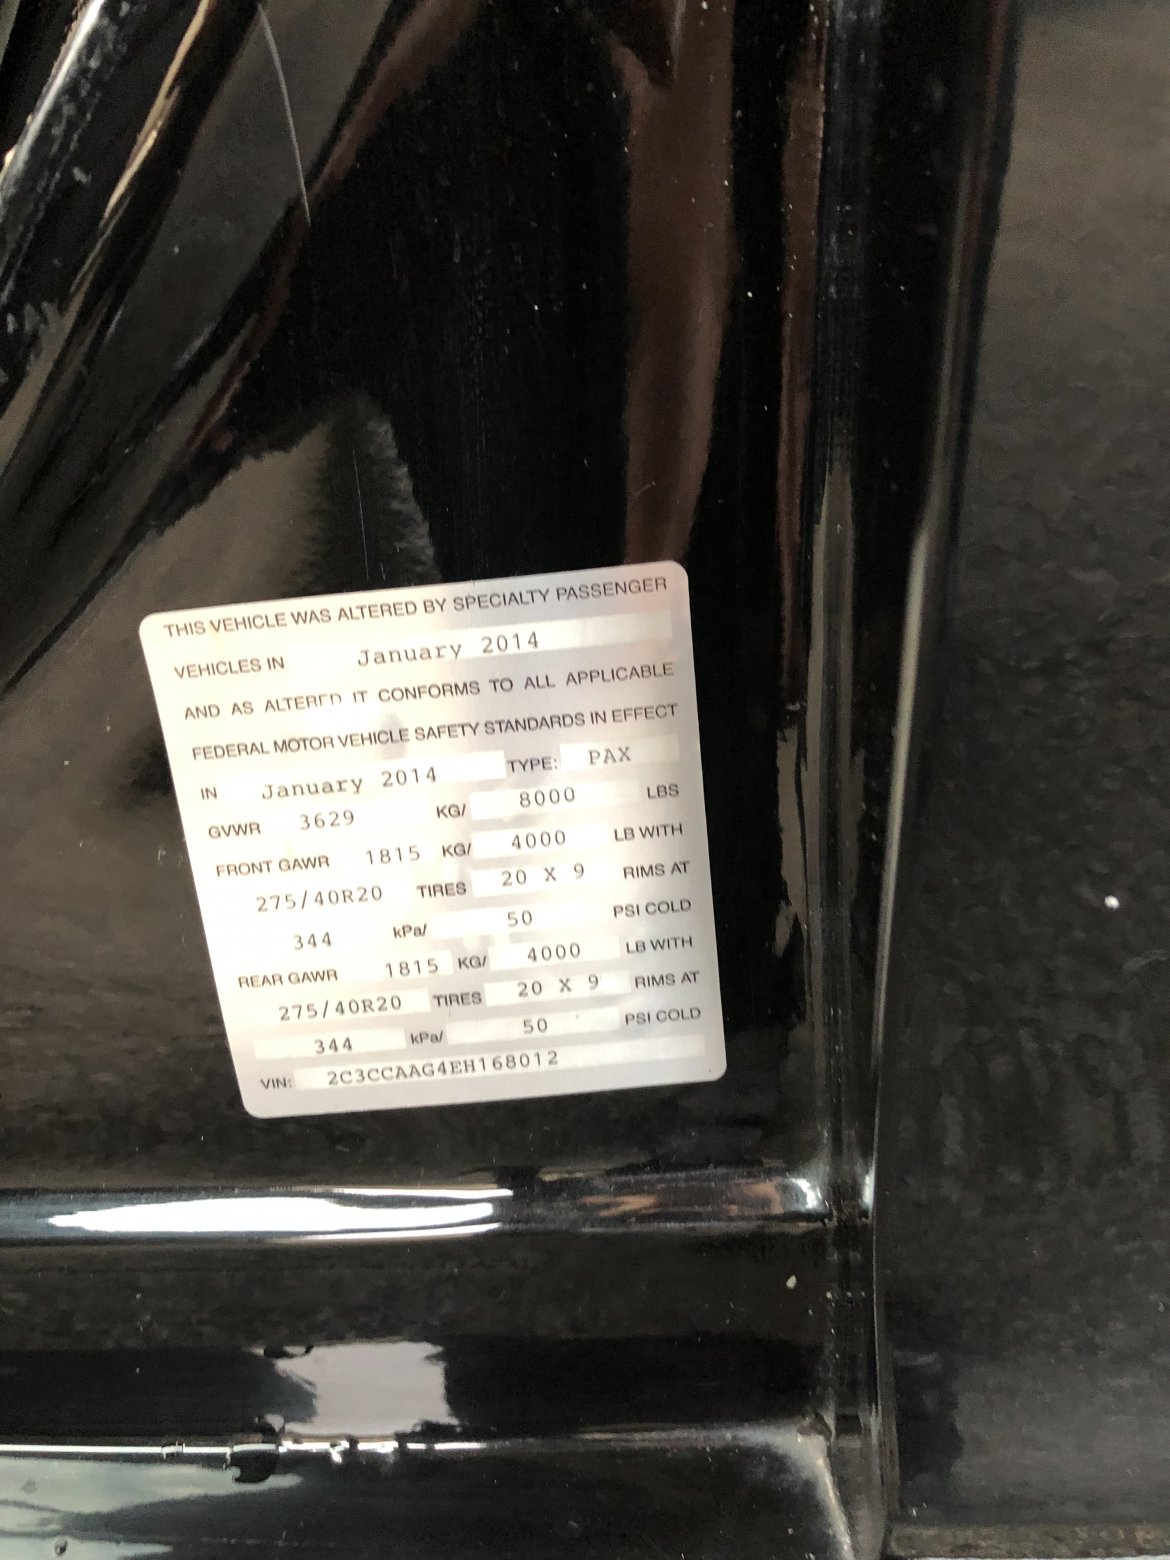 THIS VEHICLE WAS ALTERED BY SPECIALTY PASSENGER
VEHICLES IN January 2014
AND AS ALTERED IT CONFORMS TO ALL APPLICABLE
FEDERAL MOTOR VEHICLE SAFETY STANDARDS IN EFFECT
IN January 2014 TYPE: PAX
GVWR 3629 KG/ 8000 LBS
FRONT GAWR 1815 KG/ 4000 LB WITH
275/40R20 TIRES 20 X 9 RIMS AT
344 kPa/ 50 PSI COLD
REAR GAWR 1815 KG/ 4000 LB WITH
275/40R20 TIRES 20 X 9 RIMS AT
344 kPa/ 50 PSI COLD
VIN: 2C3CCAAG4EH168012